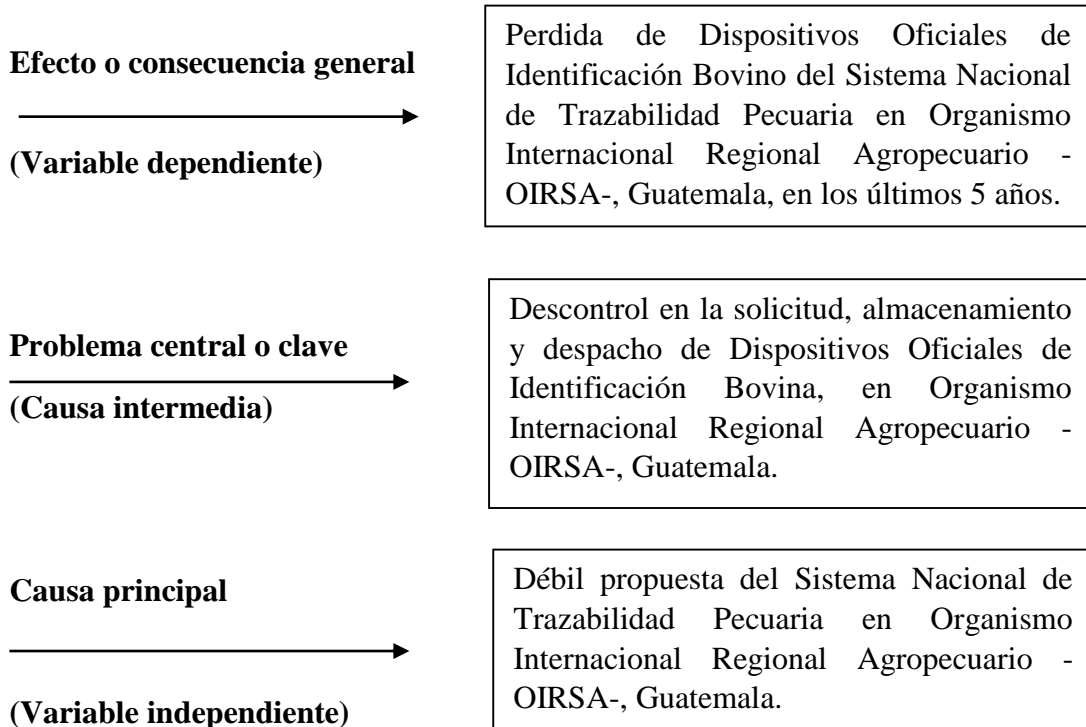 Efecto o consecuencia general
(Variable dependiente)
Perdida de Dispositivos Oficiales de
Identificación Bovino del Sistema Nacional
de Trazabilidad Pecuaria en Organismo
Internacional Regional Agropecuario -
OIRSA-, Guatemala, en los últimos 5 años.
Problema central o clave
(Causa intermedia)
Descontrol en la solicitud, almacenamiento
y despacho de Dispositivos Oficiales de
Identificación Bovina, en Organismo
Internacional Regional Agropecuario -
OIRSA-, Guatemala.
Causa principal
(Variable independiente)
Débil propuesta del Sistema Nacional de
Trazabilidad Pecuaria en Organismo
Internacional Regional Agropecuario -
OIRSA-, Guatemala.